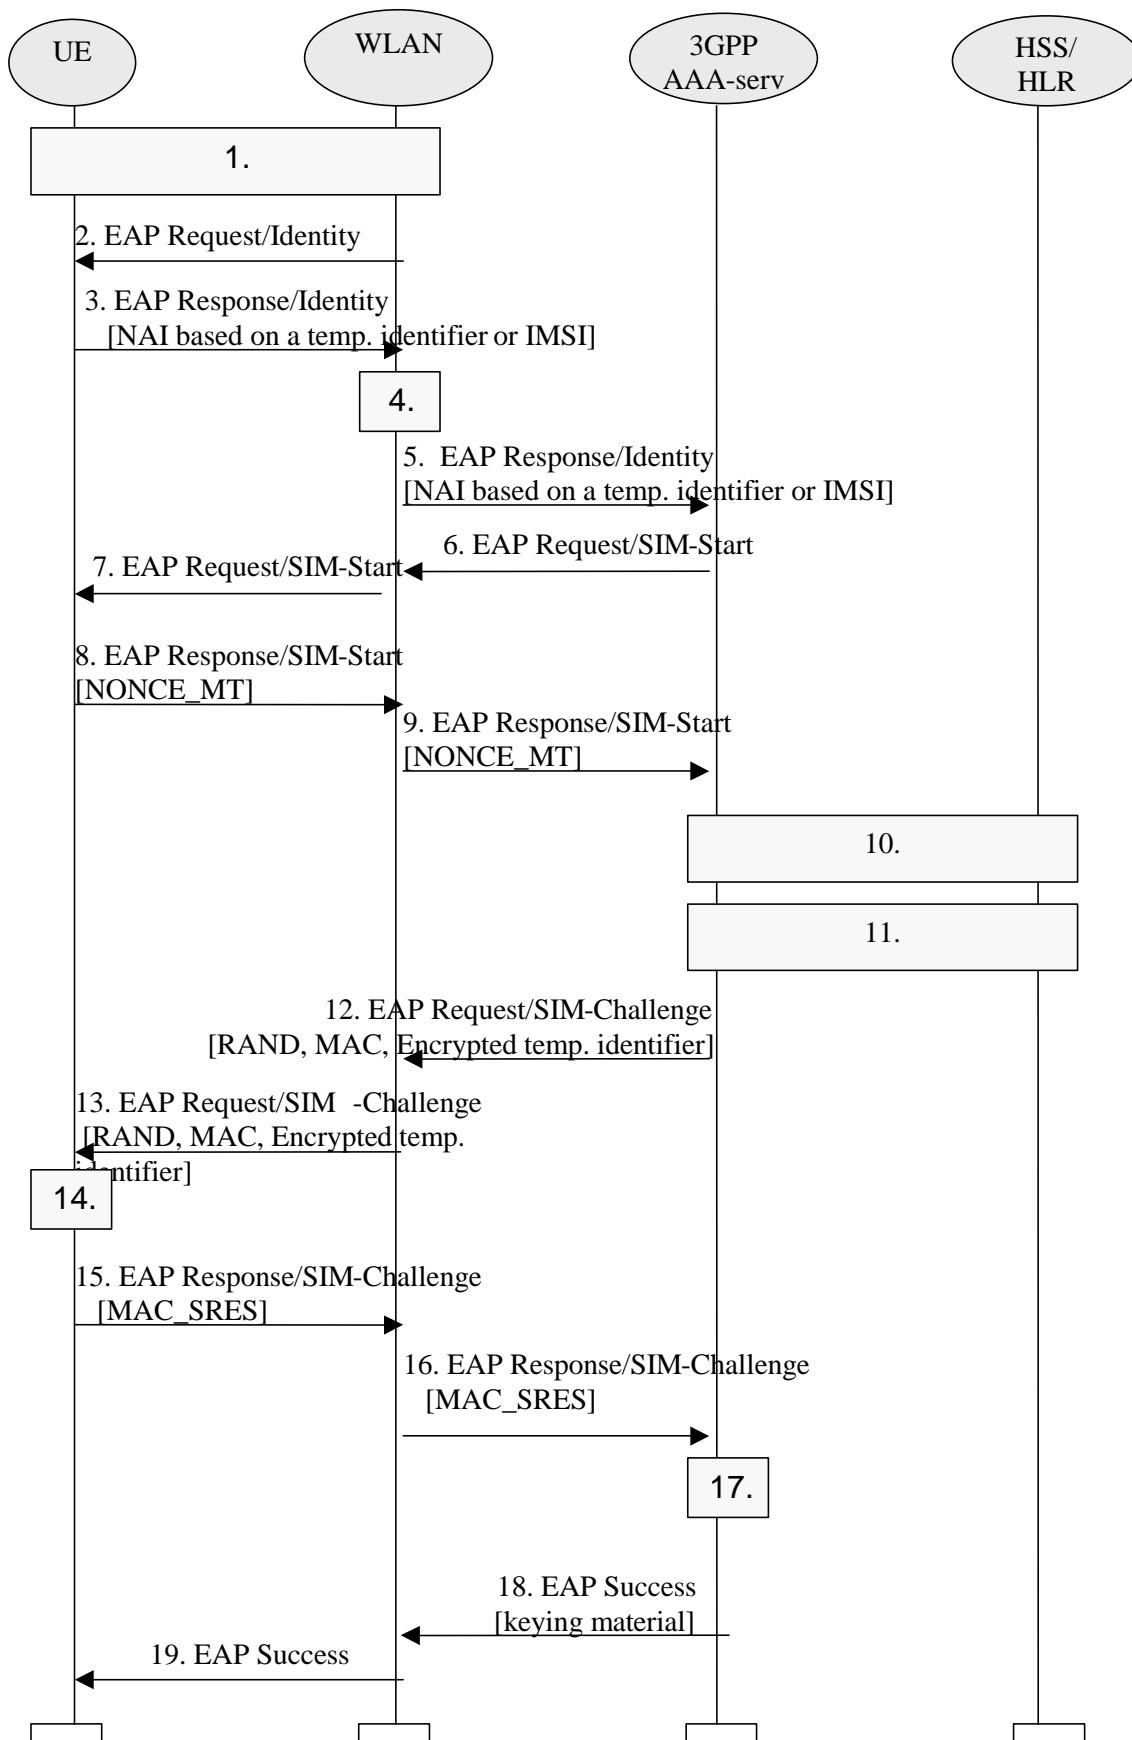 UE
WLAN
3GPP
AAA-serv
HSS/
HLR
1.
2. EAP Request/Identity
3. EAP Response/Identity
[NAI based on a temp. identifier or IMSI]
4.
5.  EAP Response/Identity
[NAI based on a temp. identifier or IMSI]
6. EAP Request/SIM-Start
7. EAP Request/SIM-Start
8. EAP Response/SIM-Start
[NONCE_MT]
9. EAP Response/SIM-Start
[NONCE_MT]
10.
11.
12. EAP Request/SIM-Challenge
[RAND, MAC, Encrypted temp. identifier]
13. EAP Request/SIM  -Challenge
[RAND, MAC, Encrypted temp.
identifier]
14.
15. EAP Response/SIM-Challenge
[MAC_SRES]
16. EAP Response/SIM-Challenge
[MAC_SRES]
17.
18. EAP Success
[keying material]
19. EAP Success